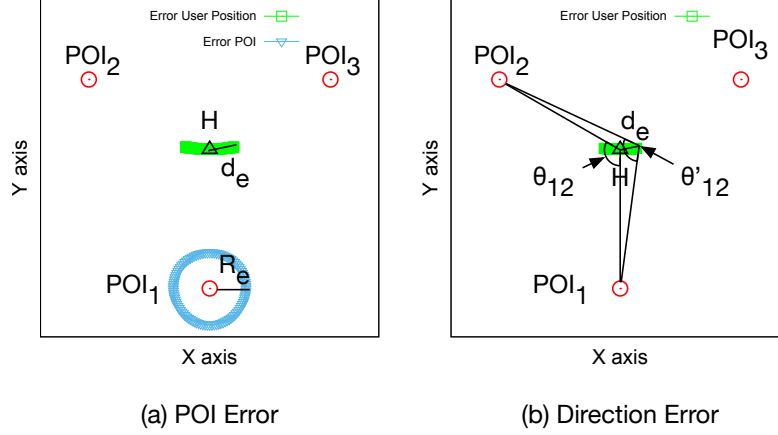 Error User Position
Error POI
POI2
POI3
H
de
Re
POI1
Y axis
X axis
(a) POI Error
Error User Position
POI2
POI3
de
θ12
H
θ'12
POI1
Y axis
X axis
(b) Direction Error